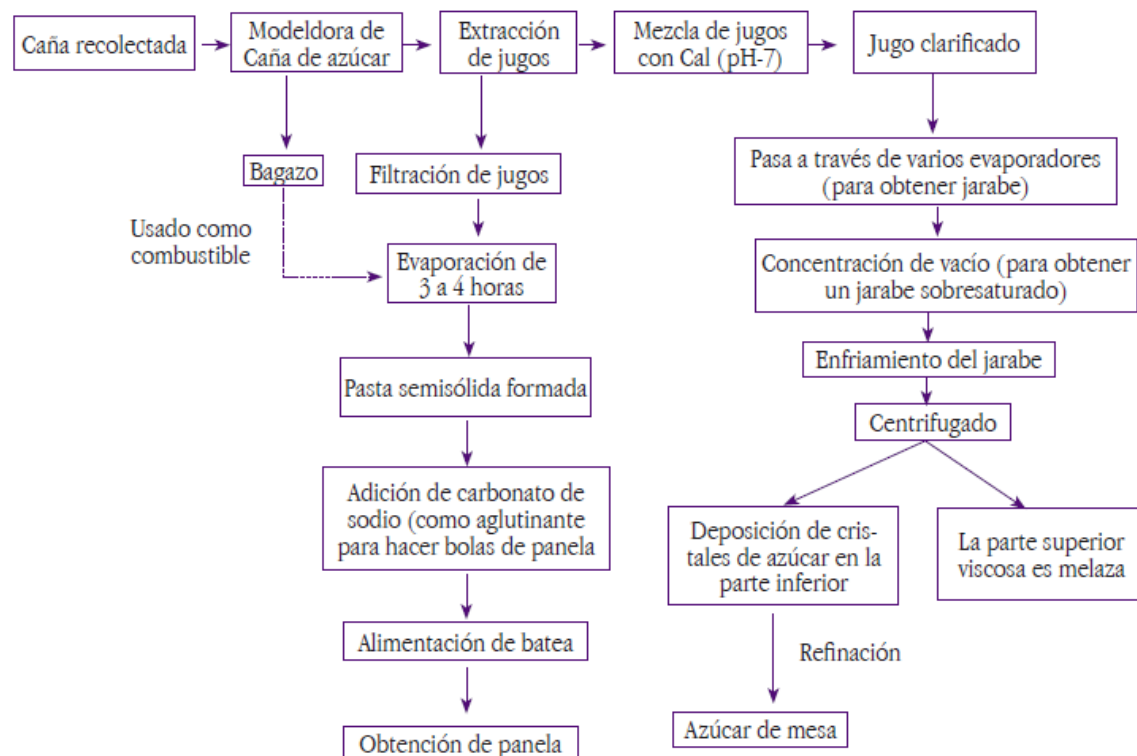 Caña recolectada
Modeldora de
Caña de azúcar
Extracción
de jugos
Mezcla de jugos
con Cal (pH-7)
Jugo clarificado
Bagazo
Usado como
combustible
Filtración de jugos
Evaporación de
3 a 4 horas
Pasta semisólida formada
Adición de carbonato de
sodio (como aglutinante
para hacer bolas de panela
Alimentación de batea
Obtención de panela
Pasa a través de varios evaporadores
(para obtener jarabe)
Concentración de vacío (para obtener
un jarabe sobresaturado)
Enfriamiento del jarabe
Centrifugado
Deposición de cris-
tales de azúcar en la
parte inferior
La parte superior
viscosa es melaza
Refinación
Azúcar de mesa